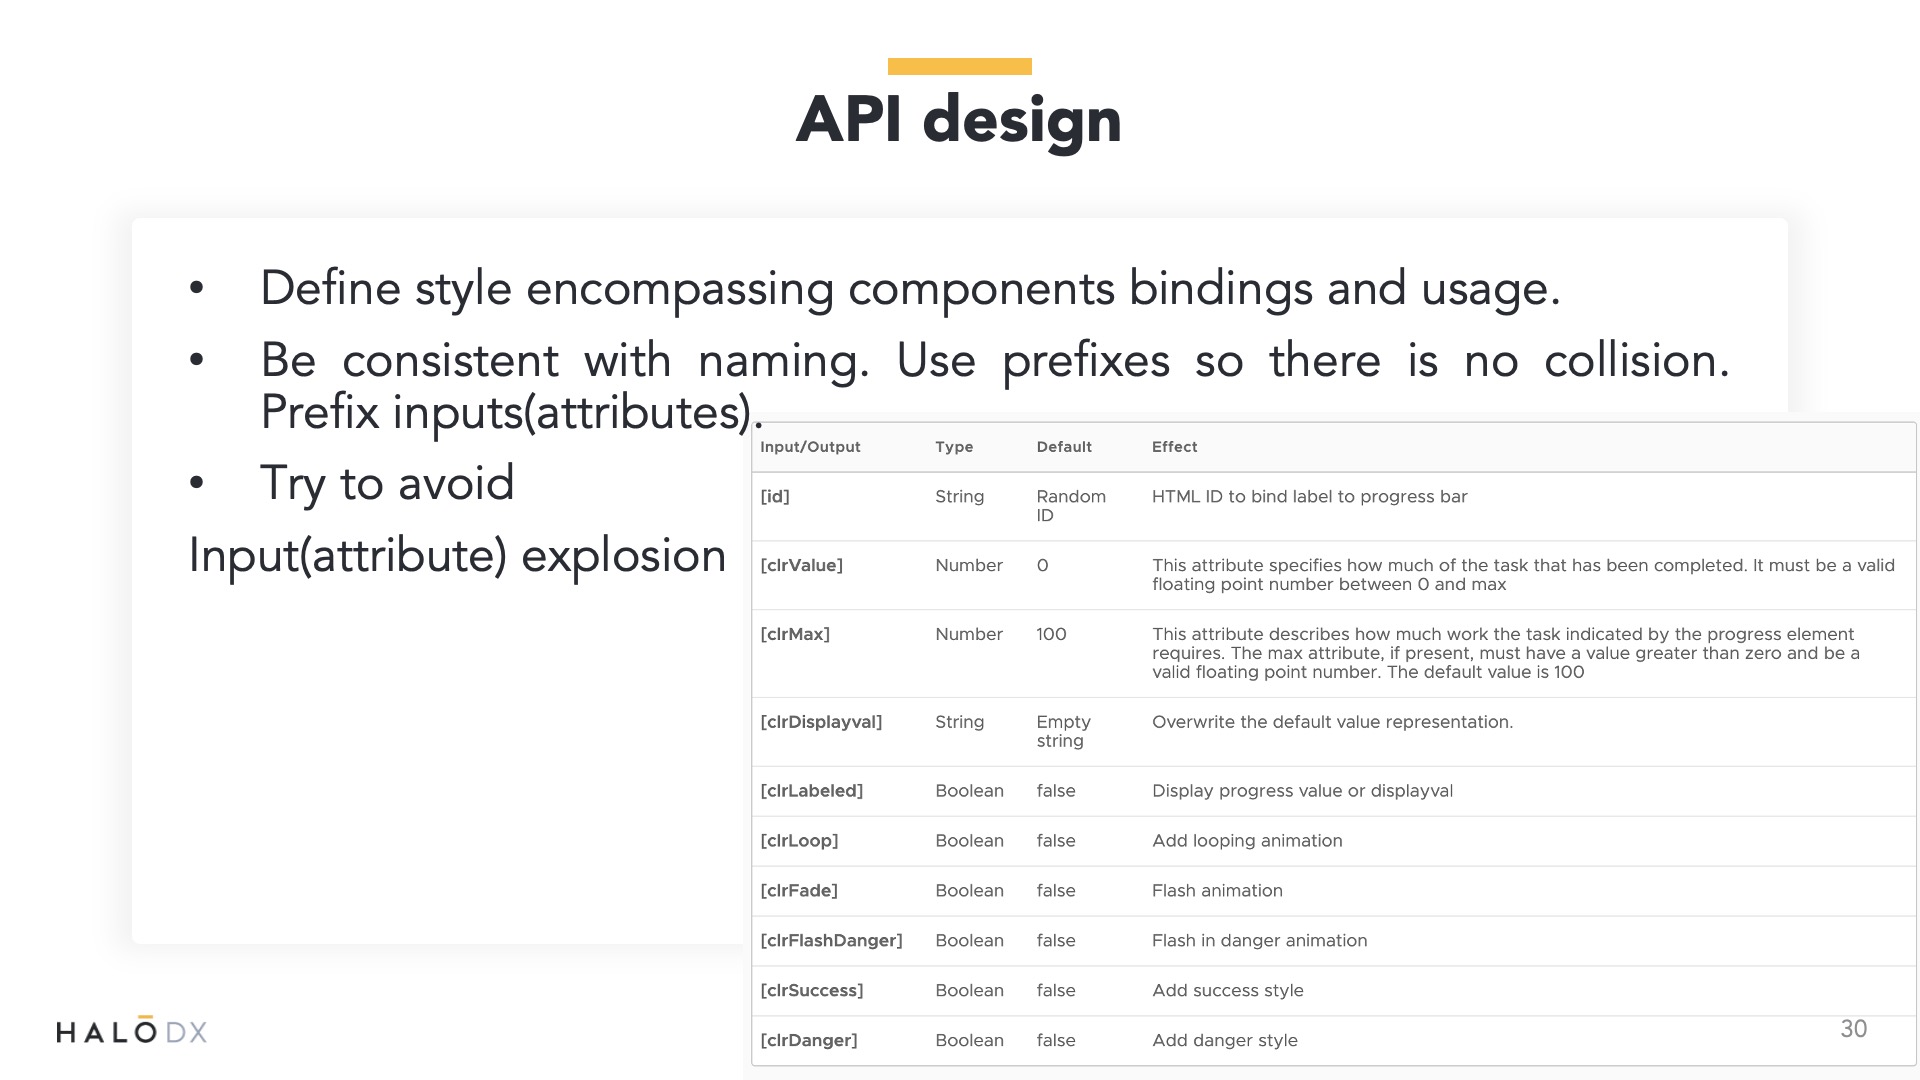 API design
• Define style encompassing components bindings and usage.
• Be consistent with naming. Use prefixes so there is no collision.
Prefix inputs(attributes).
• Try to avoid
Input(attribute) explosion
Input/Output Type Default Effect
[id] String Random HTML ID to bind label to progress bar
ID
[clrValue] Number 0 This attribute specifies how much of the task that has been completed. It must be a valid
floating point number between 0 and max
[clrMax] Number 100 This attribute describes how much work the task indicated by the progress element
requires. The max attribute, if present, must have a value greater than zero and be a
valid floating point number. The default value is 100
[clrDisplayval] String Empty Overwrite the default value representation.
string
[clrLabeled] Boolean false Display progress value or displayval
[clrLoop] Boolean false Add looping animation
[clrFade] Boolean false Flash animation
[clrFlashDanger] Boolean false Flash in danger animation
[clrSuccess] Boolean false Add success style
[clrDanger] Boolean false Add danger style
HALŌDX
30